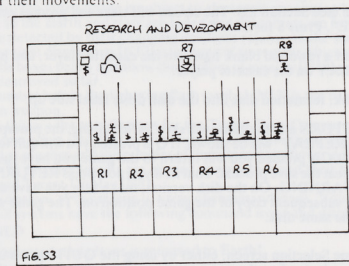 f their movements.
RESEARCH AND DEVELOPMENT
R9 R7 R8
$
R1 R2 R3 R4 R5 R6
FIG. S3